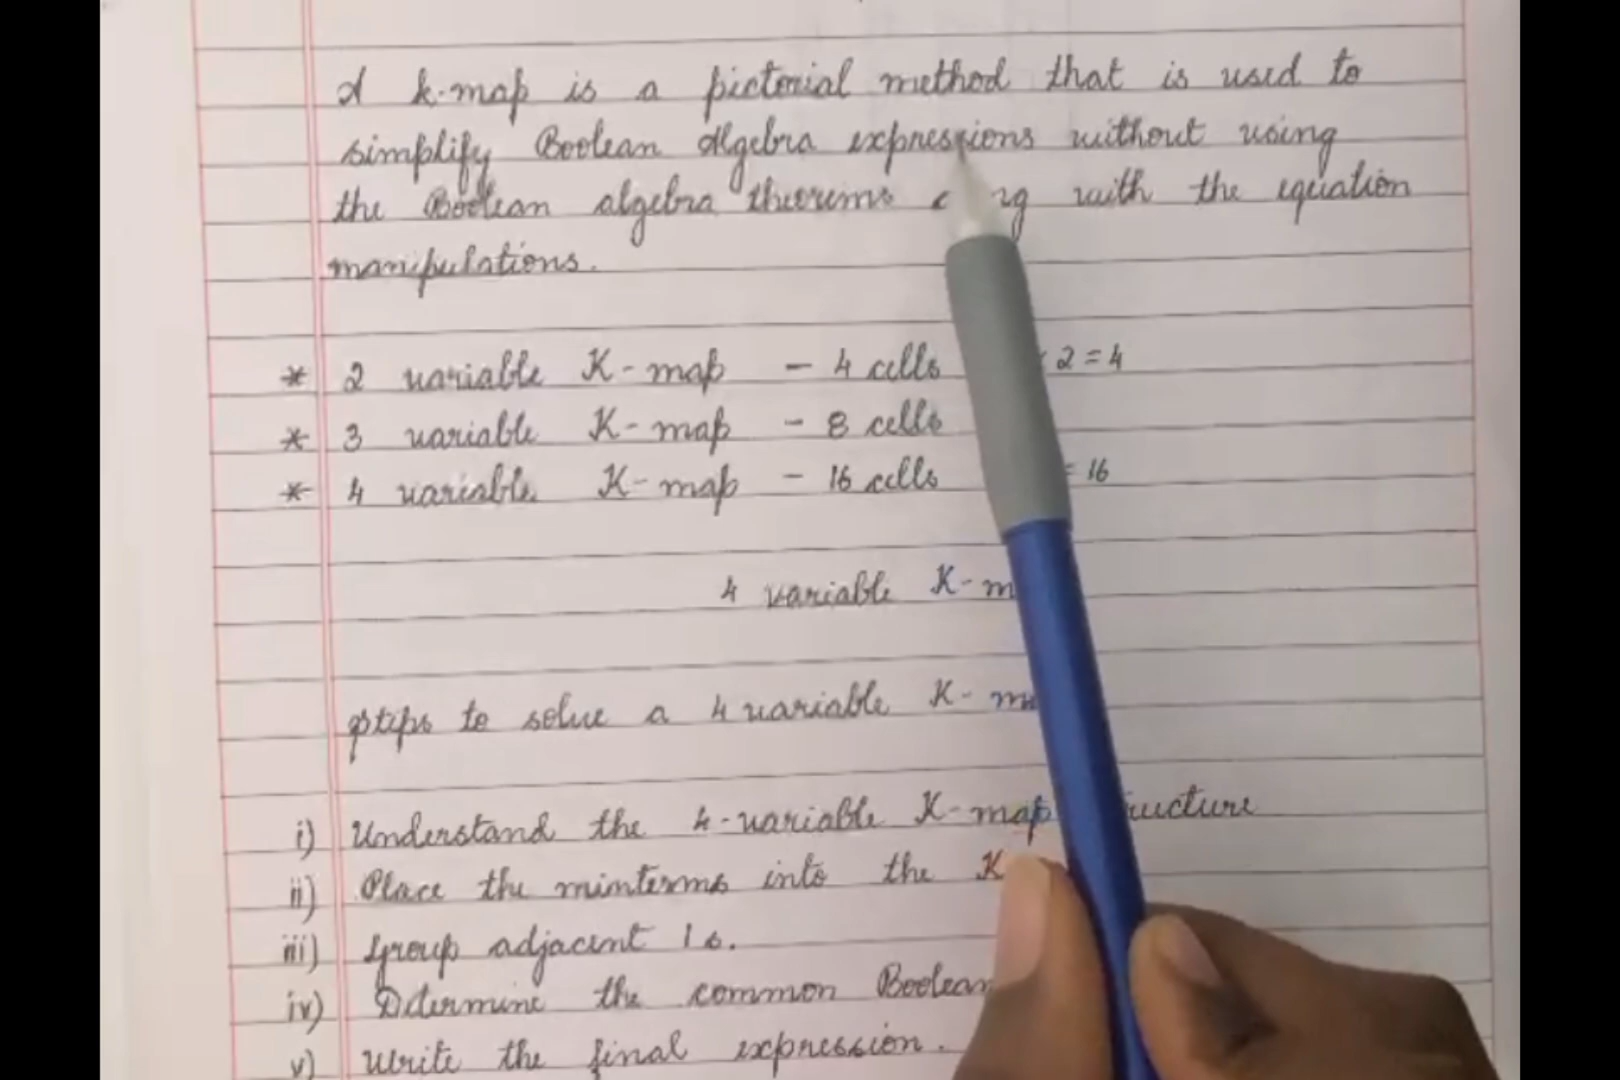 A k-map is a pictorial method that is used to
simplify Boolean Algebra expressions without using
the Boolean algebra theorems with the equation
manipulations.
* 2 variable K-map - 4 cells 2 = 4
* 3 variable K-map - 8 cells
* 4 variable K-map - 16 cells = 16
4 variable K-m
Steps to solve a 4 variable K-
i) Understand the 4-variable K-map
ii) Place the minterms into the K
iii) Group adjacent 1s.
iv) Determine the common Boolean
v) Write the final expression.